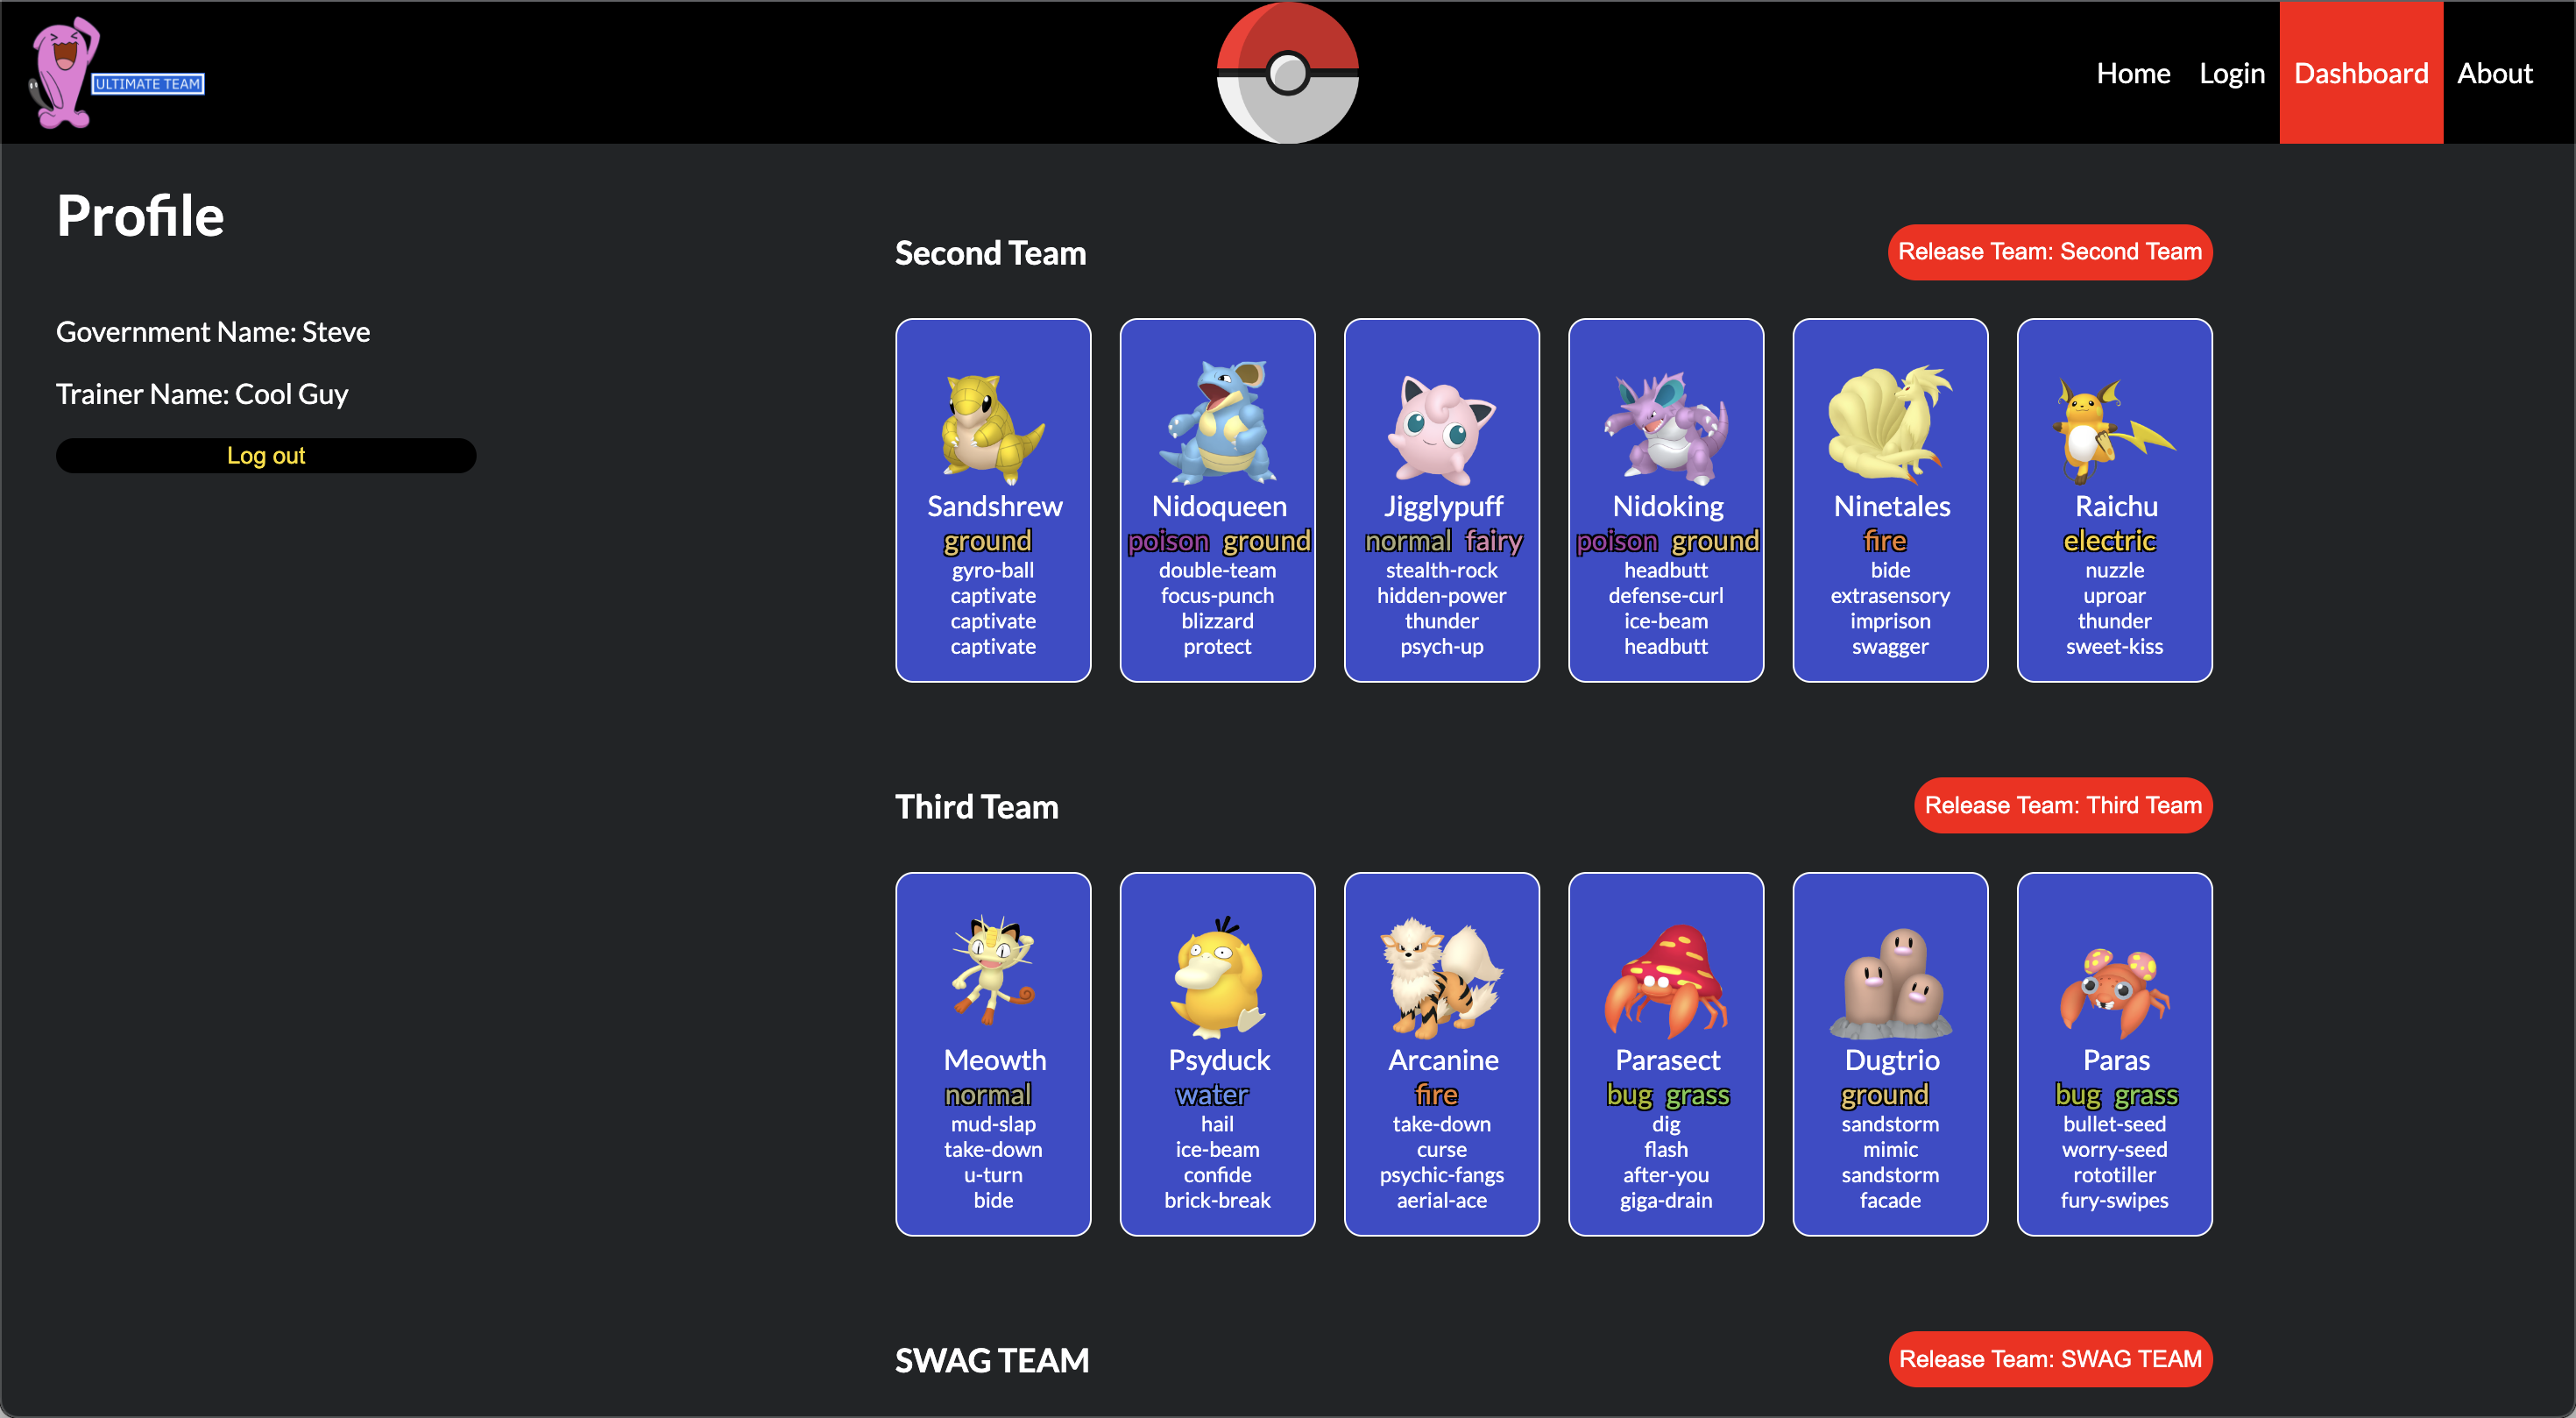 ULTIMATE TEAM
Home Login Dashboard About
Profile
Government Name: Steve
Trainer Name: Cool Guy
Log out
Second Team
Release Team: Second Team
Sandshrew
ground
gyro-ball
captivate
captivate
captivate
Nidoqueen
poison ground
double-team
focus-punch
blizzard
protect
Jigglypuff
normal fairy
stealth-rock
hidden-power
thunder
psych-up
Nidoking
poison ground
headbutt
defense-curl
ice-beam
headbutt
Ninetales
fire
bide
extrasensory
imprison
swagger
Raichu
electric
nuzzle
uproar
thunder
sweet-kiss
Third Team
Release Team: Third Team
Meowth
normal
mud-slap
take-down
u-turn
bide
Psyduck
water
hail
ice-beam
confide
brick-break
Arcanine
fire
take-down
curse
psychic-fangs
aerial-ace
Parasect
bug grass
dig
flash
after-you
giga-drain
Dugtrio
ground
sandstorm
mimic
sandstorm
facade
Paras
bug grass
bullet-seed
worry-seed
rototiller
fury-swipes
SWAG TEAM
Release Team: SWAG TEAM